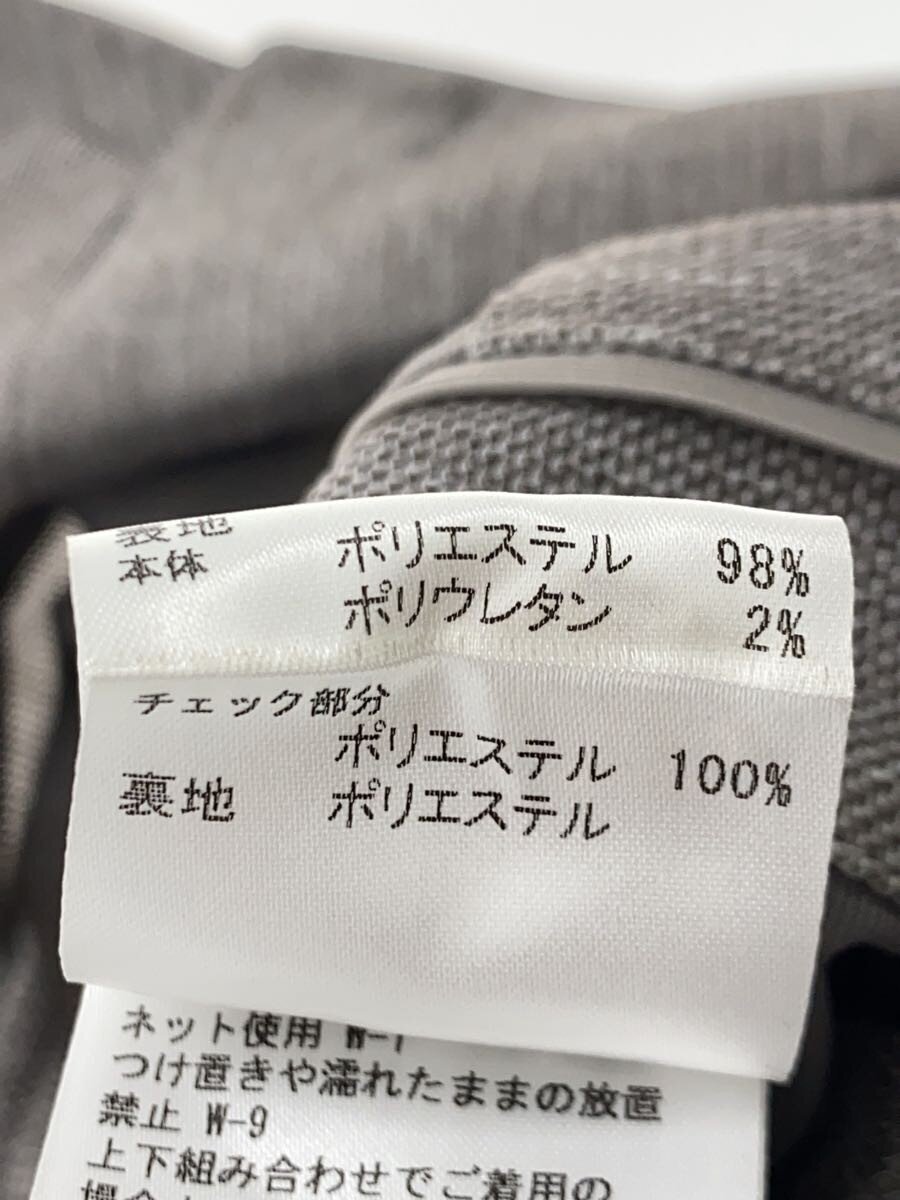 表地
本体 ポリエステル 98%
ポリウレタン 2%
チェック部分
ポリエステル 100%
裏地 ポリエステル
ネット使用 W-1
つけ置きや濡れたままの放置
禁止 W-9
上下組み合わせでご着用の
場合